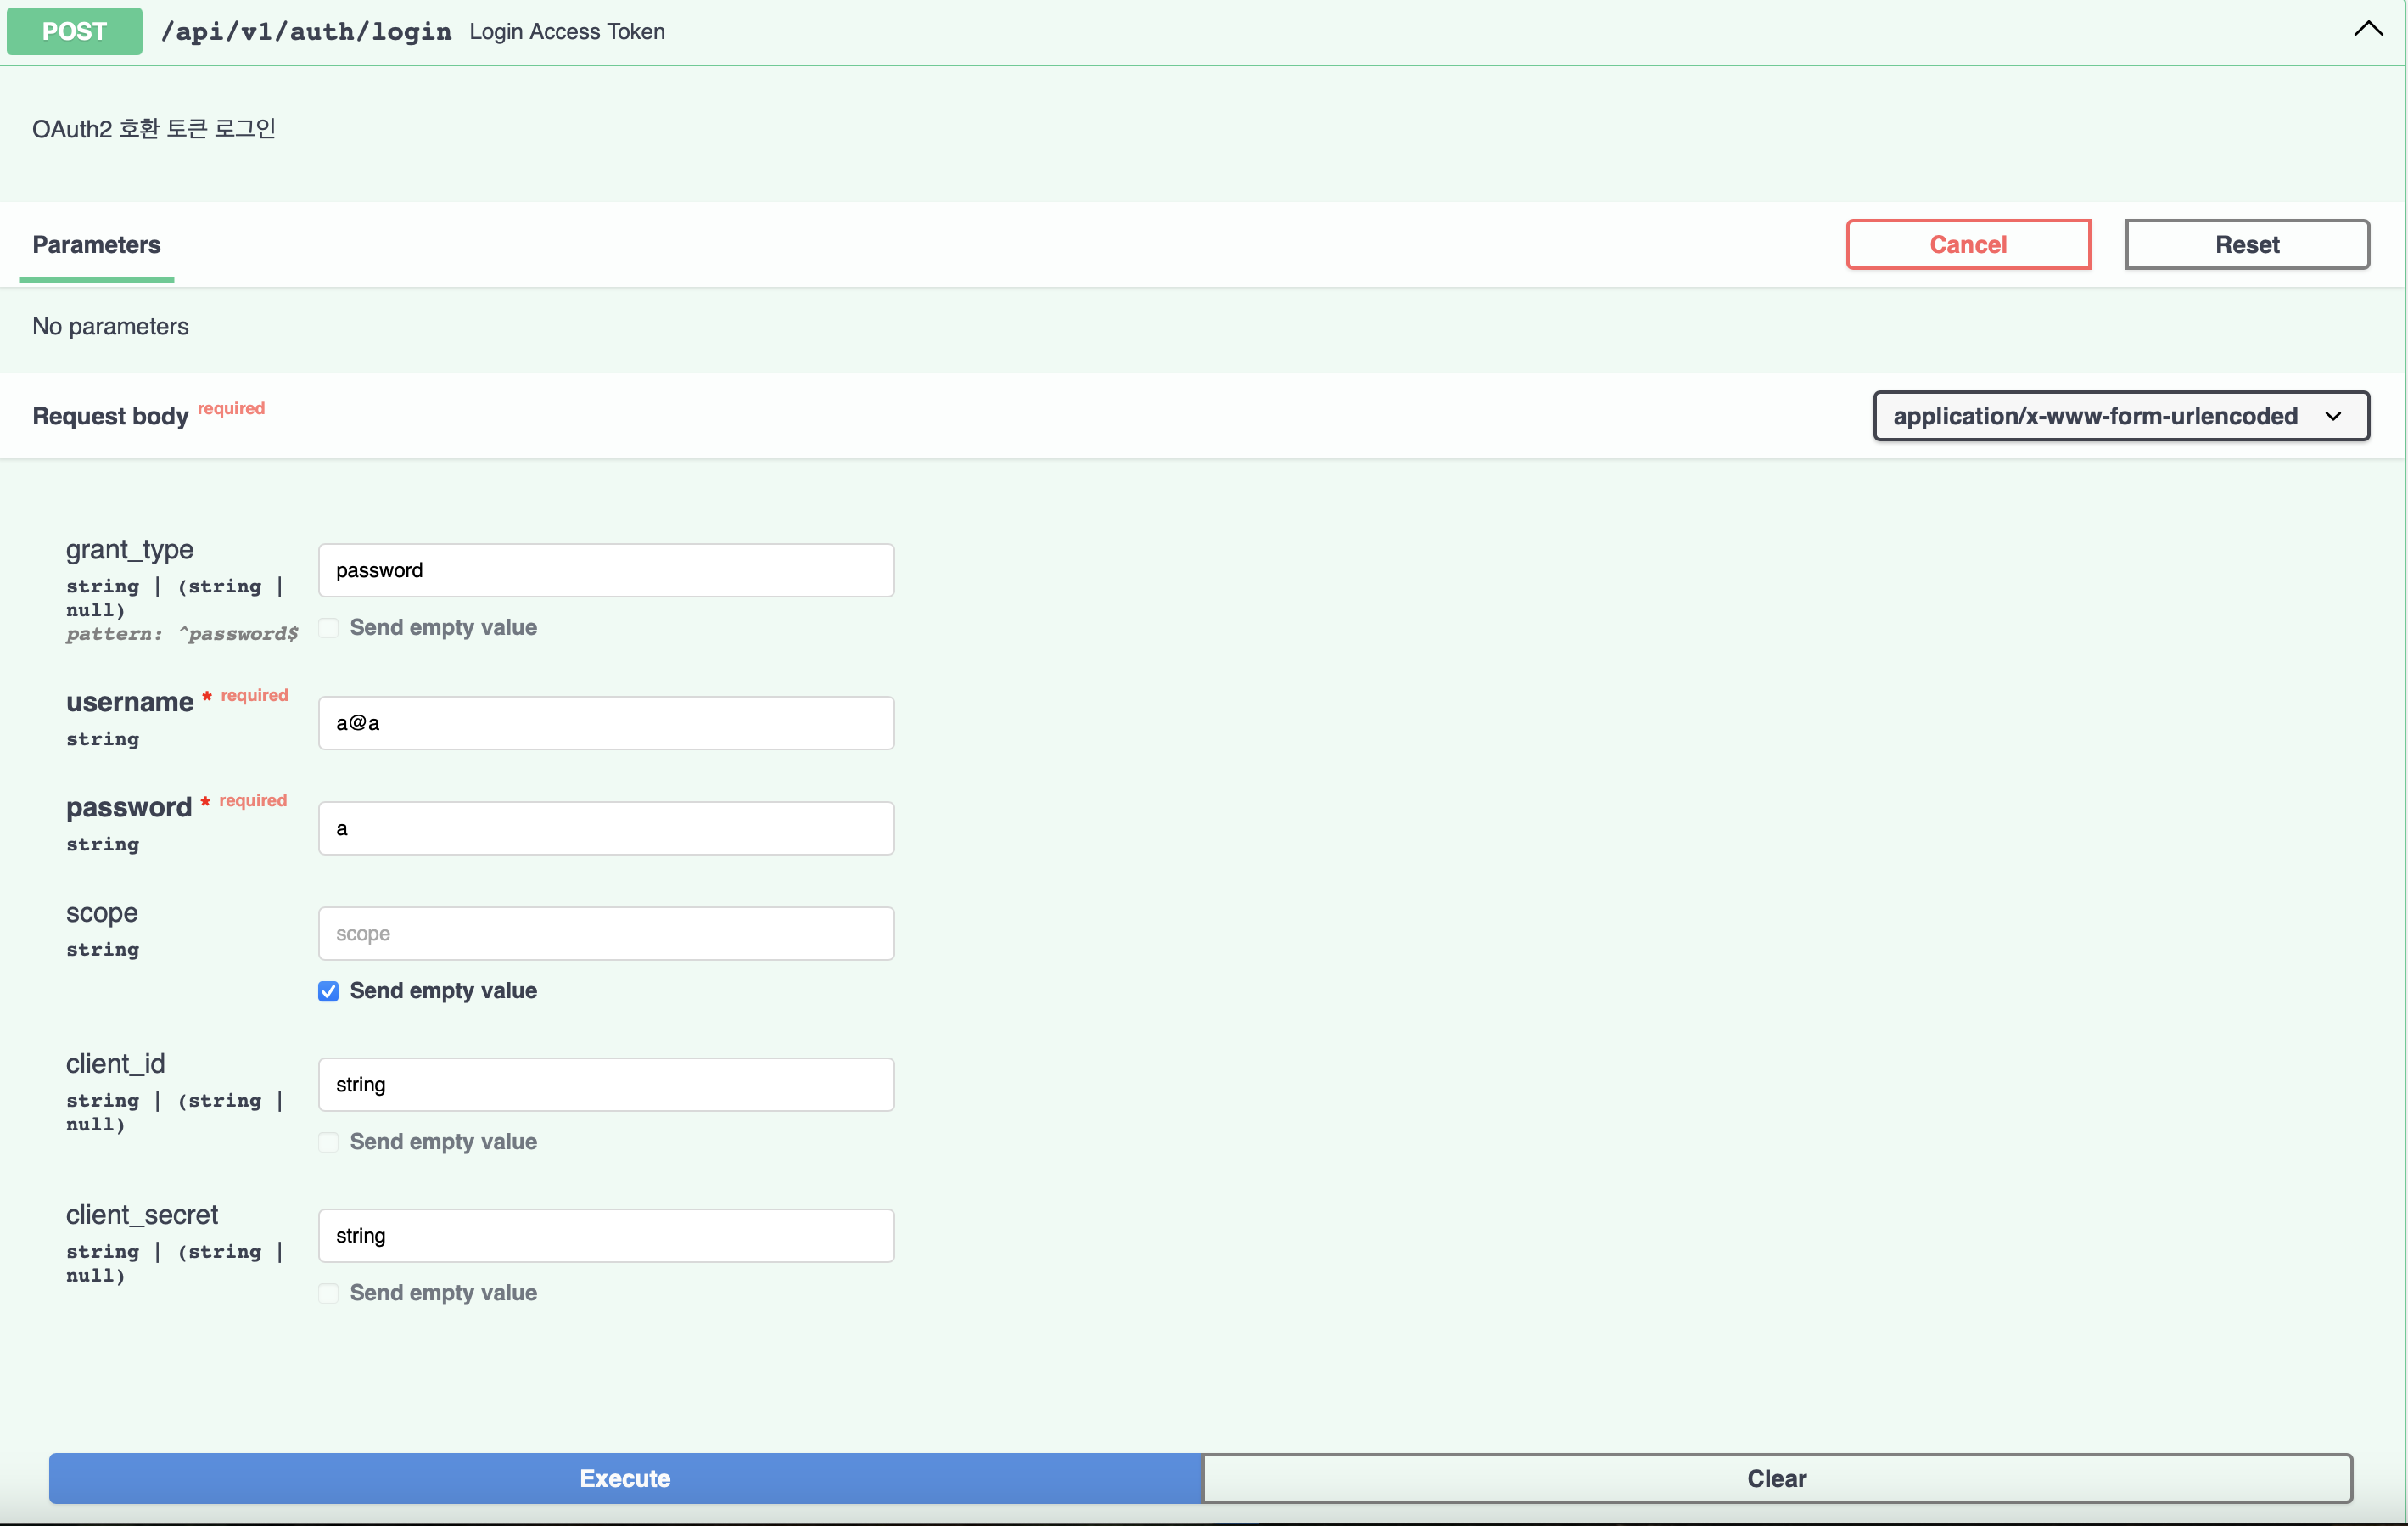 POST /api/v1/auth/login Login Access Token
OAuth2 호환 토큰 로그인
Parameters Cancel Reset
No parameters
Request body required application/x-www-form-urlencoded
grant_type password
string | (string |
null)
pattern: ^password$
Send empty value
username * required a@a
string
password * required a
string
scope scope
string
Send empty value
client_id string
string | (string |
null)
Send empty value
client_secret string
string | (string |
null)
Send empty value
Execute Clear